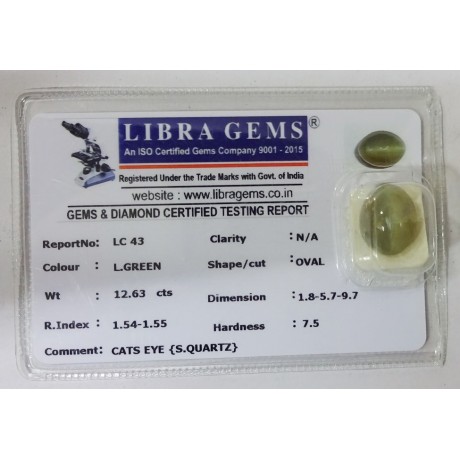 LIBRA GEMS ®
An ISO Certified Gems Company 9001 - 2015
Registered Under the Trade Marks with Govt. of India
website : www.libragems.co.in
GEMS & DIAMOND CERTIFIED TESTING REPORT
ReportNo: LC 43 Clarity : N/A
Colour : L.GREEN Shape/cut : OVAL
Wt : 12.63 cts Dimension : 1.8-5.7-9.7
R.Index : 1.54-1.55 Hardness : 7.5
Comment: CATS EYE {S.QUARTZ}